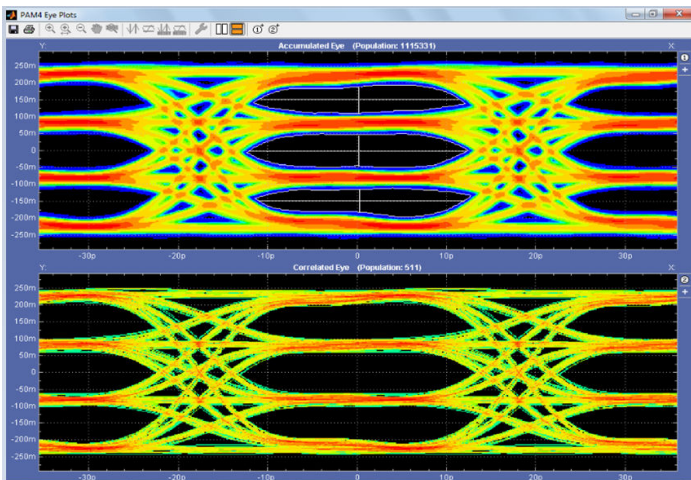 PAM4 Eye Plots
Y: Accumulated Eye (Population: 1115331) X:
250m
200m
150m
100m
50m
0
-50m
-100m
-150m
-200m
-250m
-30p -20p -10p 0 10p 20p 30p
Y: Correlated Eye (Population: 511) X:
250m
200m
150m
100m
50m
0
-50m
-100m
-150m
-200m
-250m
-30p -20p -10p 0 10p 20p 30p